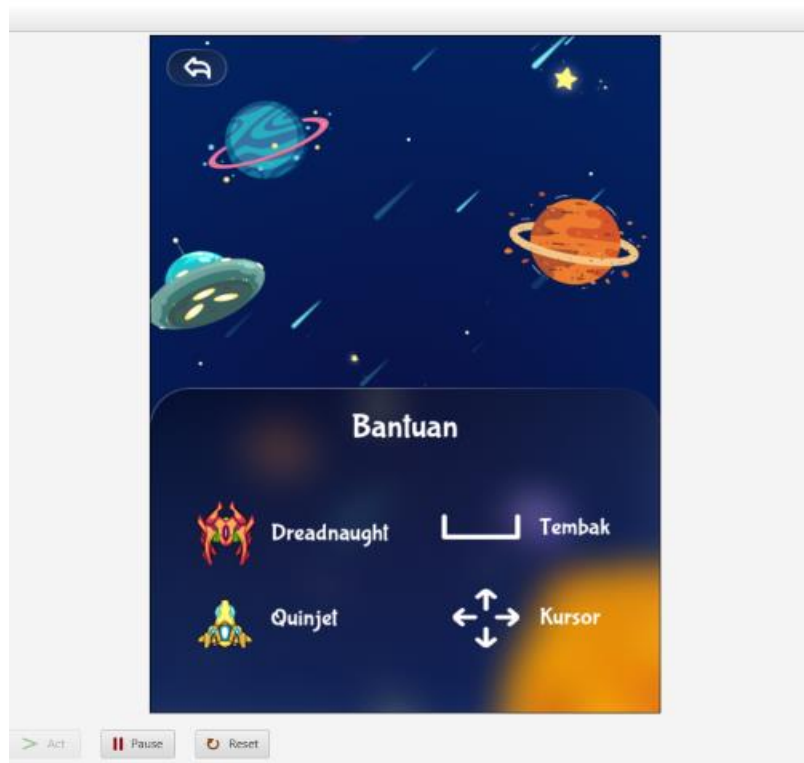 Bantuan
Dreadnaught
Tembak
Quinjet
Kursor
Act
Pause
Reset